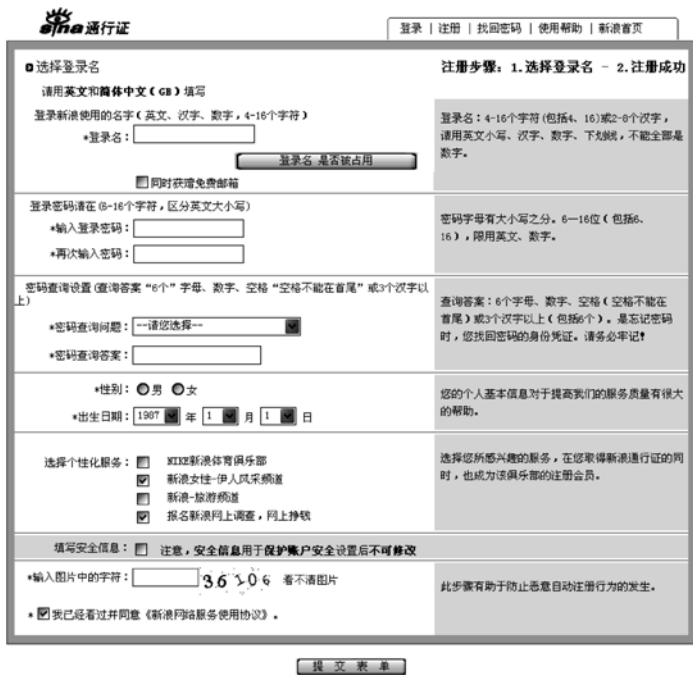 sina 通行证
登录 | 注册 | 找回密码 | 使用帮助 | 新浪首页
选择登录名
注册步骤：1.选择登录名 - 2.注册成功
请用英文和简体中文（GB）填写
登录新浪使用的名字（英文、汉字、数字，4-16个字符）
*登录名：
登录名 是否被占用
同时获赠免费邮箱
登录名：4-16个字符（包括4、16）或2-8个汉字，
请用英文小写、汉字、数字、下划线，不能全部是
数字。
登录密码请在（6-16个字符，区分英文大小写）
*输入登录密码：
*再次输入密码：
密码字母有大小写之分。6—16位（包括6、
16），限用英文、数字。
密码查询设置（查询答案“6个”字母、数字、空格“空格不能在首尾”或3个汉字以
上）
*密码查询问题：--请您选择--
*密码查询答案：
查询答案：6个字母、数字、空格（空格不能在
首尾）或3个汉字以上（包括6个）。是忘记密码
时，您找回密码的身份凭证。请务必牢记！
*性别：男 女
*出生日期：1987 年 1 月 1 日
您的个人基本信息对于提高我们的服务质量有很大
的帮助。
选择个性化服务： NIKE新浪体育俱乐部
新浪女性-伊人风采频道
新浪-旅游频道
报名新浪网上调查，网上挣钱
选择您所感兴趣的服务，在您取得新浪通行证的同
时，也成为该俱乐部的注册会员。
填写安全信息： 注意，安全信息用于保护账户安全设置后不可修改
*输入图片中的字符： 36106 看不清图片
此步骤有助于防止恶意自动注册行为的发生。
* 我已经看过并同意《新浪网络服务使用协议》。
提 交 表 单